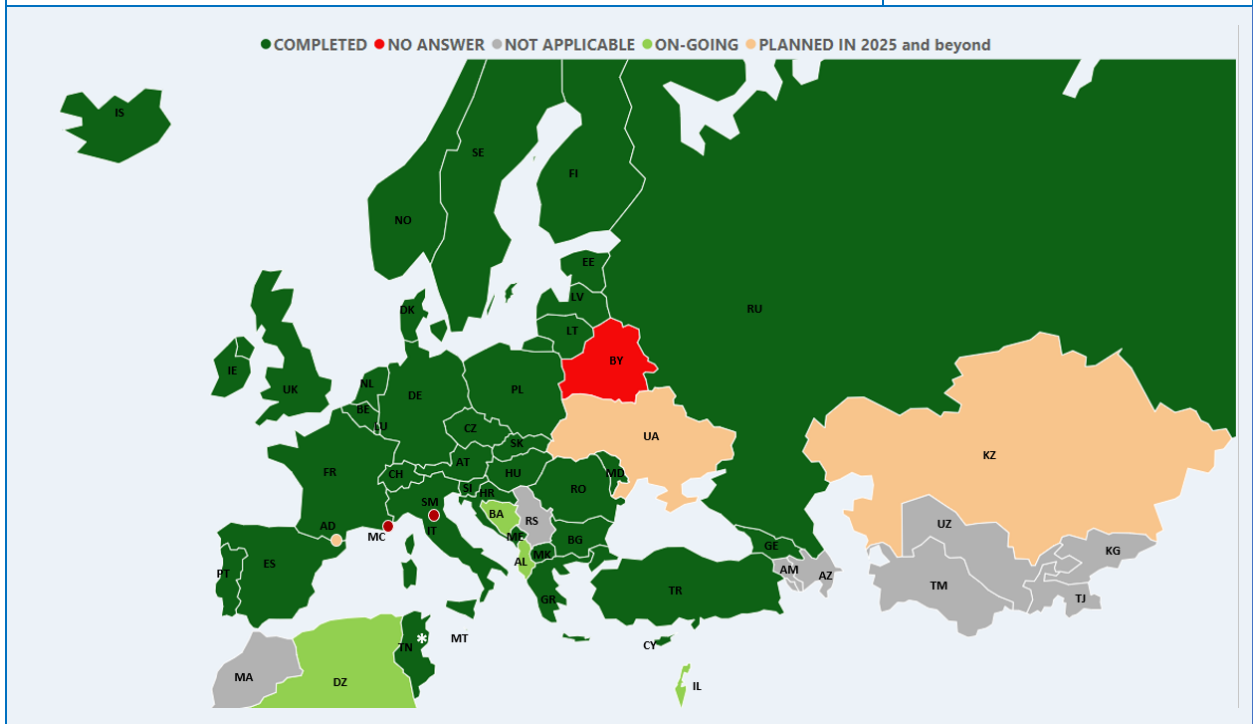 COMPLETED NO ANSWER NOT APPLICABLE ON-GOING PLANNED IN 2025 and beyond
IS
SE
FI
NO
EE
LV
DK
RU
LT
BY
IE
NL
UK
DE
PL
BE
LU
CZ
UA
SK
KZ
AT
FR
CH
HU
MD
SI
RO
HR
SM
BA
RS
UZ
AD
IT
MC
ME
BG
GE
KG
MK
ES
AL
AM
AZ
PT
TM
TR
GR
TJ
*
MT
TN
CY
MA
DZ
IL